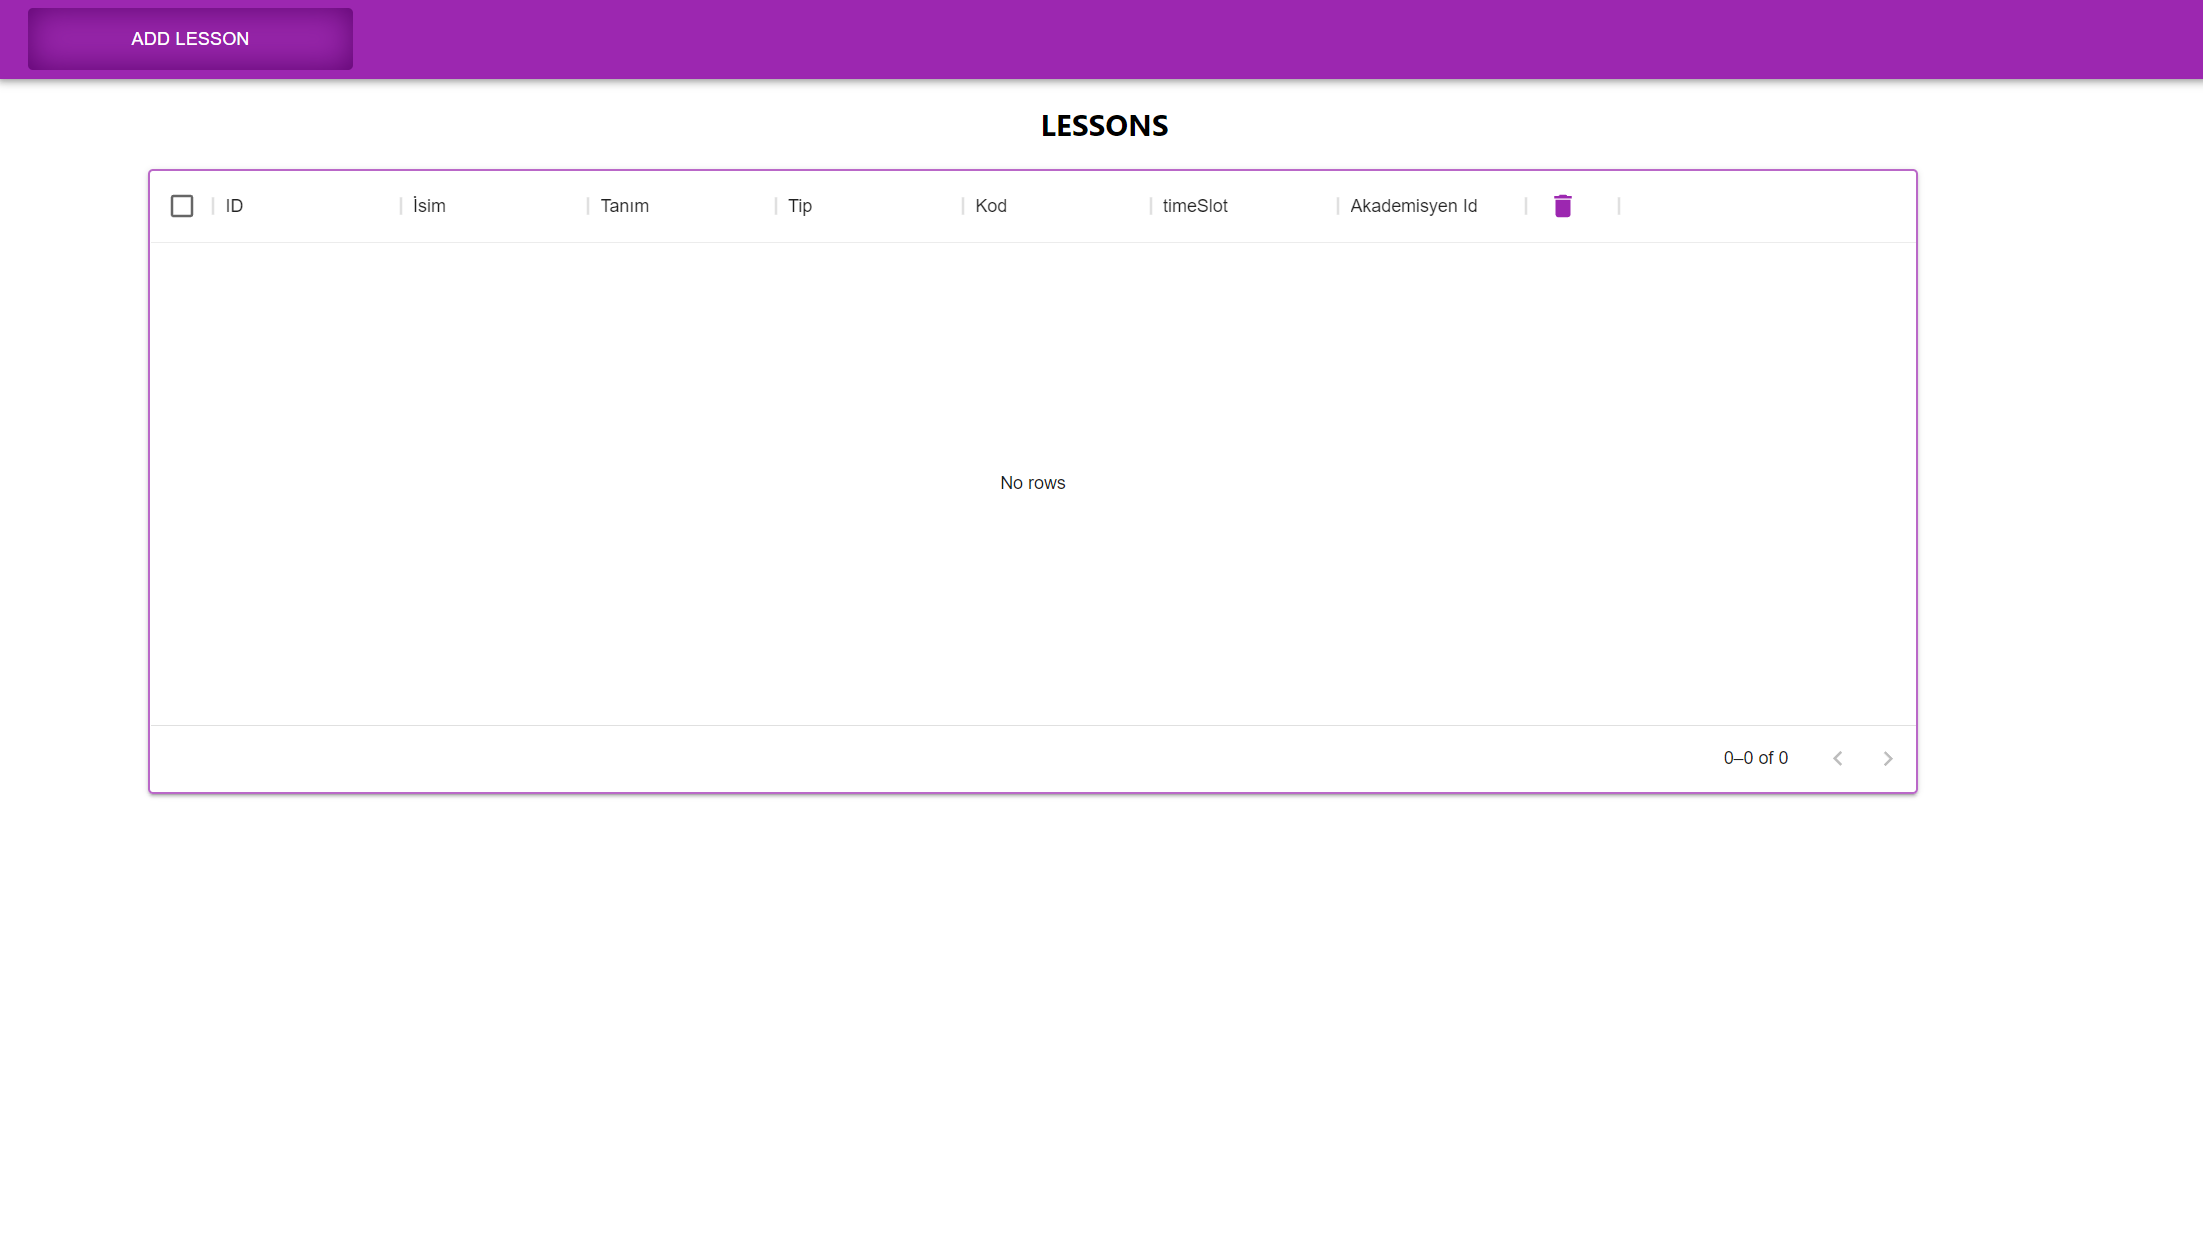 ADD LESSON
LESSONS
ID İsim Tanım Tip Kod timeSlot Akademisyen Id
No rows
0–0 of 0